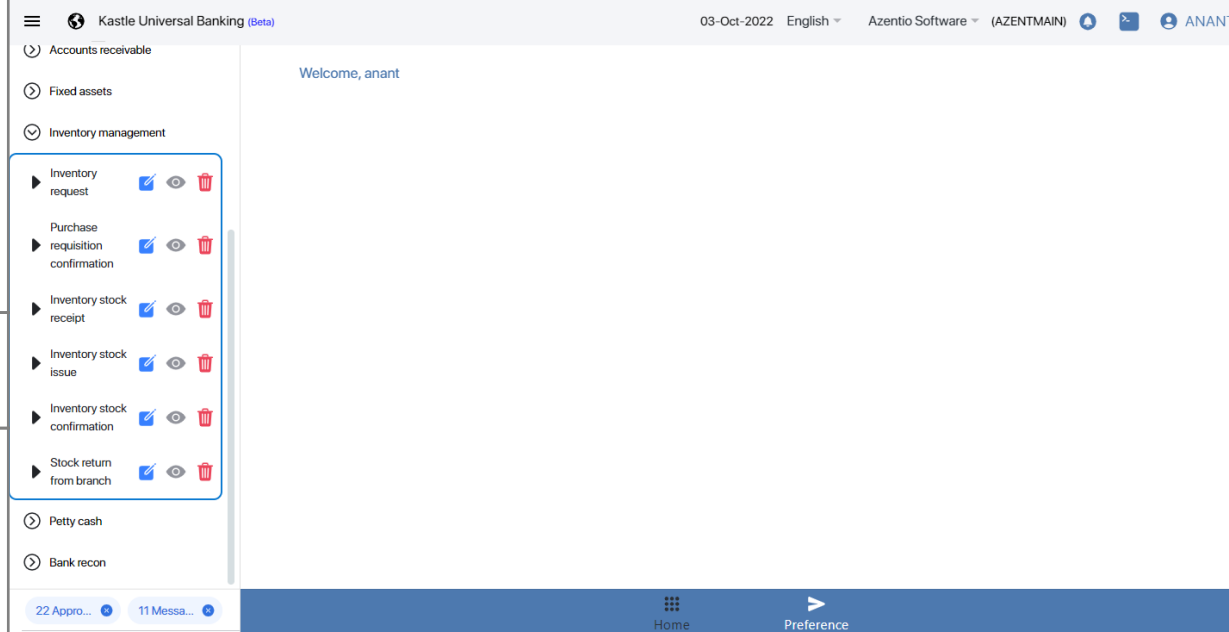 Kastle Universal Banking (Beta)
03-Oct-2022 English Azentio Software (AZENTMAIN) ANANT
Accounts receivable
Welcome, anant
Fixed assets
Inventory management
Inventory
request
Purchase
requisition
confirmation
Inventory stock
receipt
Inventory stock
issue
Inventory stock
confirmation
Stock return
from branch
Petty cash
Bank recon
22 Appro... 11 Messa...
Home Preference